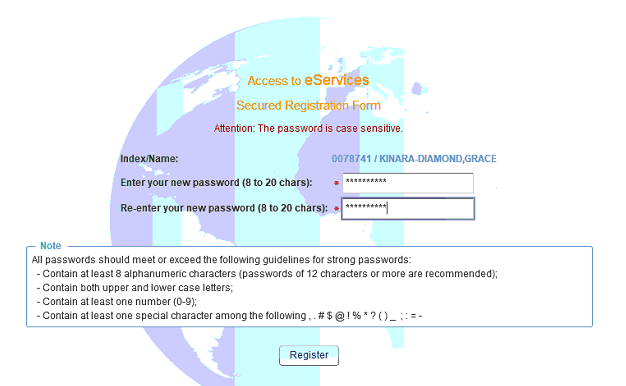 Access to eServices
Secured Registration Form
Attention: The password is case sensitive.
Index/Name: 0078741 / KINARA-DIAMOND,GRACE
Enter your new password (8 to 20 chars): * **********
Re-enter your new password (8 to 20 chars): * **********
Note
All passwords should meet or exceed the following guidelines for strong passwords:
- Contain at least 8 alphanumeric characters (passwords of 12 characters or more are recommended);
- Contain both upper and lower case letters;
- Contain at least one number (0-9);
- Contain at least one special character among the following , . # $ @ ! % * ? ( ) _ ; : = -
Register